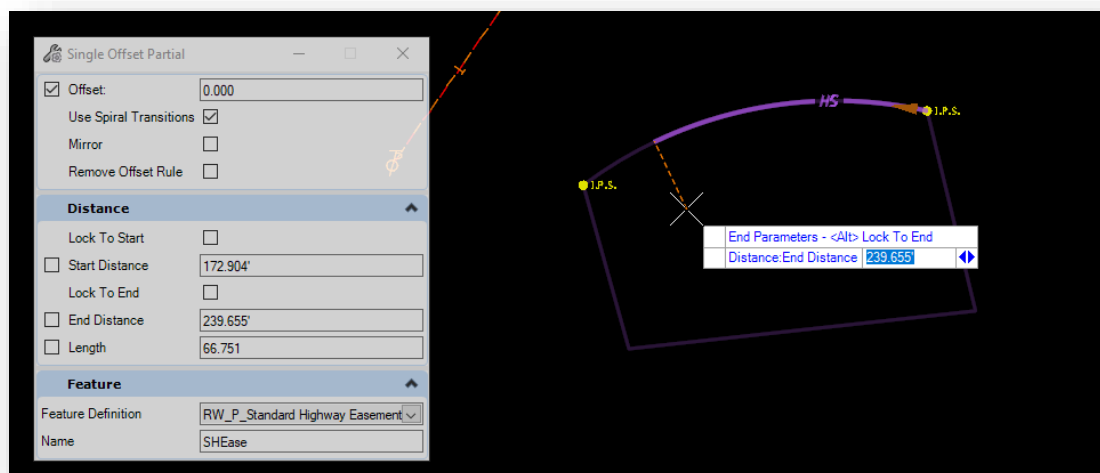 Single Offset Partial
Offset: 0.000
Use Spiral Transitions
Mirror
Remove Offset Rule
Distance
Lock To Start
Start Distance 172.904'
Lock To End
End Distance 239.655'
Length 66.751
Feature
Feature Definition RW_P_Standard Highway Easement
Name SHEase
HS
I.P.S.
I.P.S.
End Parameters - <Alt> Lock To End
Distance:End Distance 239.655'